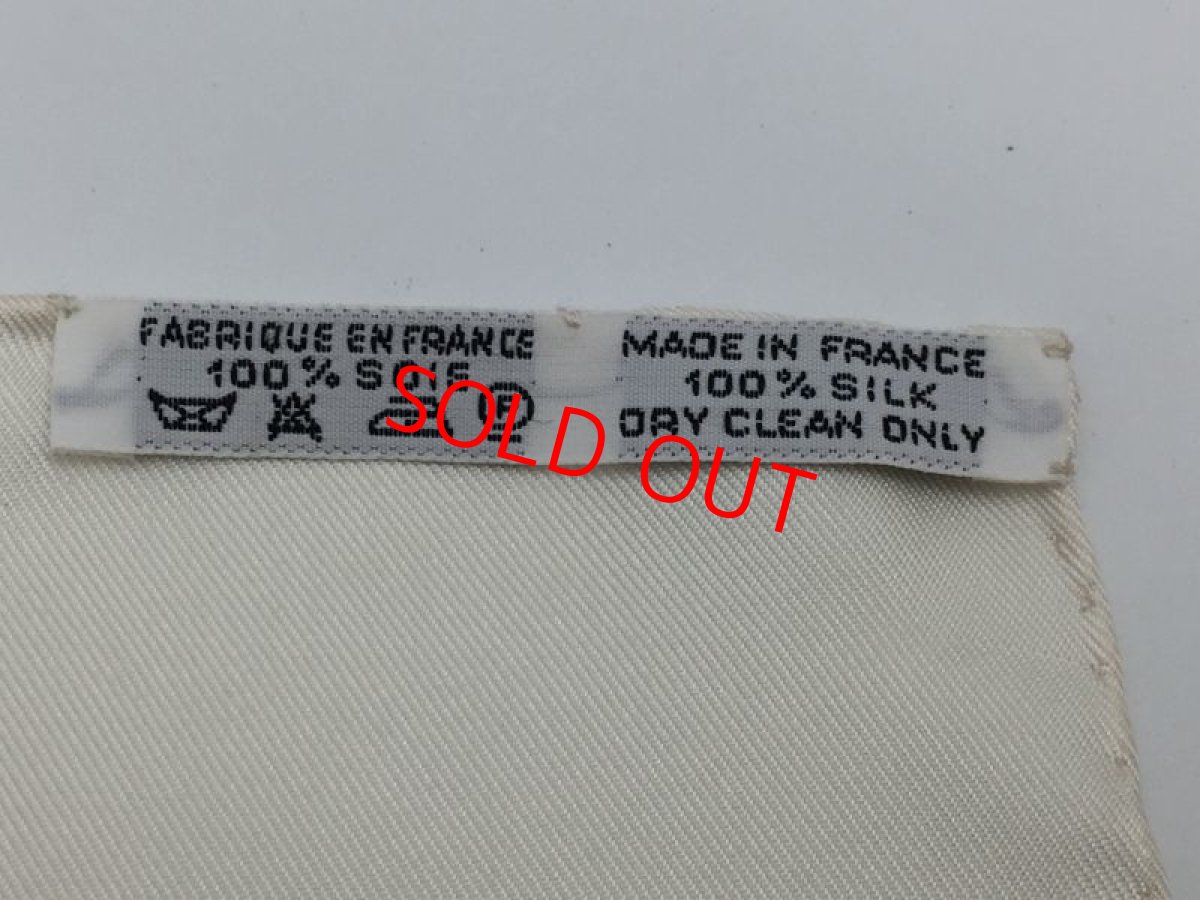 FABRIQUE EN FRANCE
100% SOIE
MADE IN FRANCE
100% SILK
DRY CLEAN ONLY
SOLD OUT